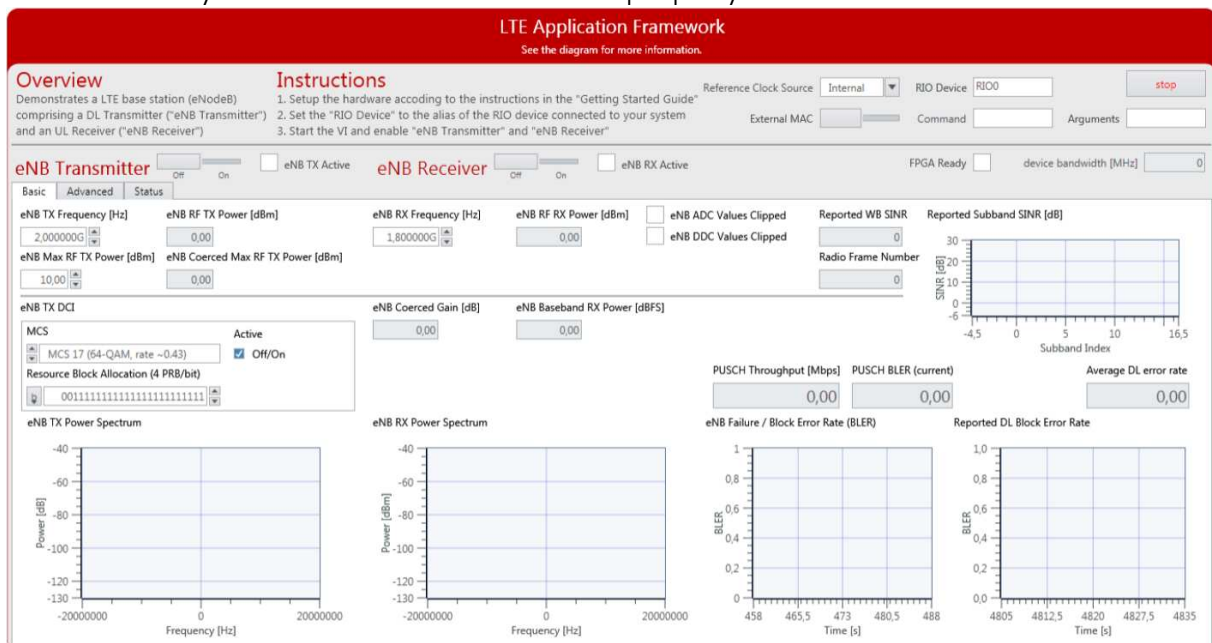 LTE Application Framework
See the diagram for more information.
Overview
Demonstrates a LTE base station (eNodeB)
comprising a DL Transmitter ("eNB Transmitter")
and an UL Receiver ("eNB Receiver")
Instructions
1. Setup the hardware accoding to the instructions in the "Getting Started Guide"
2. Set the "RIO Device" to the alias of the RIO device connected to your system
3. Start the VI and enable "eNB Transmitter" and "eNB Receiver"
Reference Clock Source Internal RIO Device RIO0 stop
External MAC Command Arguments
eNB Transmitter Off On eNB TX Active eNB Receiver Off On eNB RX Active FPGA Ready device bandwidth [MHz] 0
Basic Advanced Status
eNB TX Frequency [Hz] eNB RF TX Power [dBm] eNB RX Frequency [Hz] eNB RF RX Power [dBm] eNB ADC Values Clipped Reported WB SINR Reported Subband SINR [dB]
2,000000G 0,00 1,800000G 0,00 eNB DDC Values Clipped 0
eNB Max RF TX Power [dBm] eNB Coerced Max RF TX Power [dBm] Radio Frame Number
10,00 0,00 0
SINR [dB]
30
20
10
0
-6
-4,5 0 5 10 16,5
Subband Index
eNB TX DCI eNB Coerced Gain [dB] eNB Baseband RX Power [dBFS]
0,00 0,00
MCS Active
MCS 17 (64-QAM, rate ~0.43) Off/On
Resource Block Allocation (4 PRB/bit)
PUSCH Throughput [Mbps] PUSCH BLER (current) Average DL error rate
0,00 0,00 0,00
eNB TX Power Spectrum
Power [dB]
-40
-60
-80
-100
-120
-130
-20000000 0 20000000
Frequency [Hz]
eNB RX Power Spectrum
Power [dBm]
-40
-60
-80
-100
-120
-130
-20000000 0 20000000
Frequency [Hz]
eNB Failure / Block Error Rate (BLER)
BLER
1
0,8
0,6
0,4
0,2
0
458 465,5 473 480,5 488
Time [s]
Reported DL Block Error Rate
BLER
1,0
0,8
0,6
0,4
0,2
0,0
4805 4812,5 4820 4827,5 4835
Time [s]